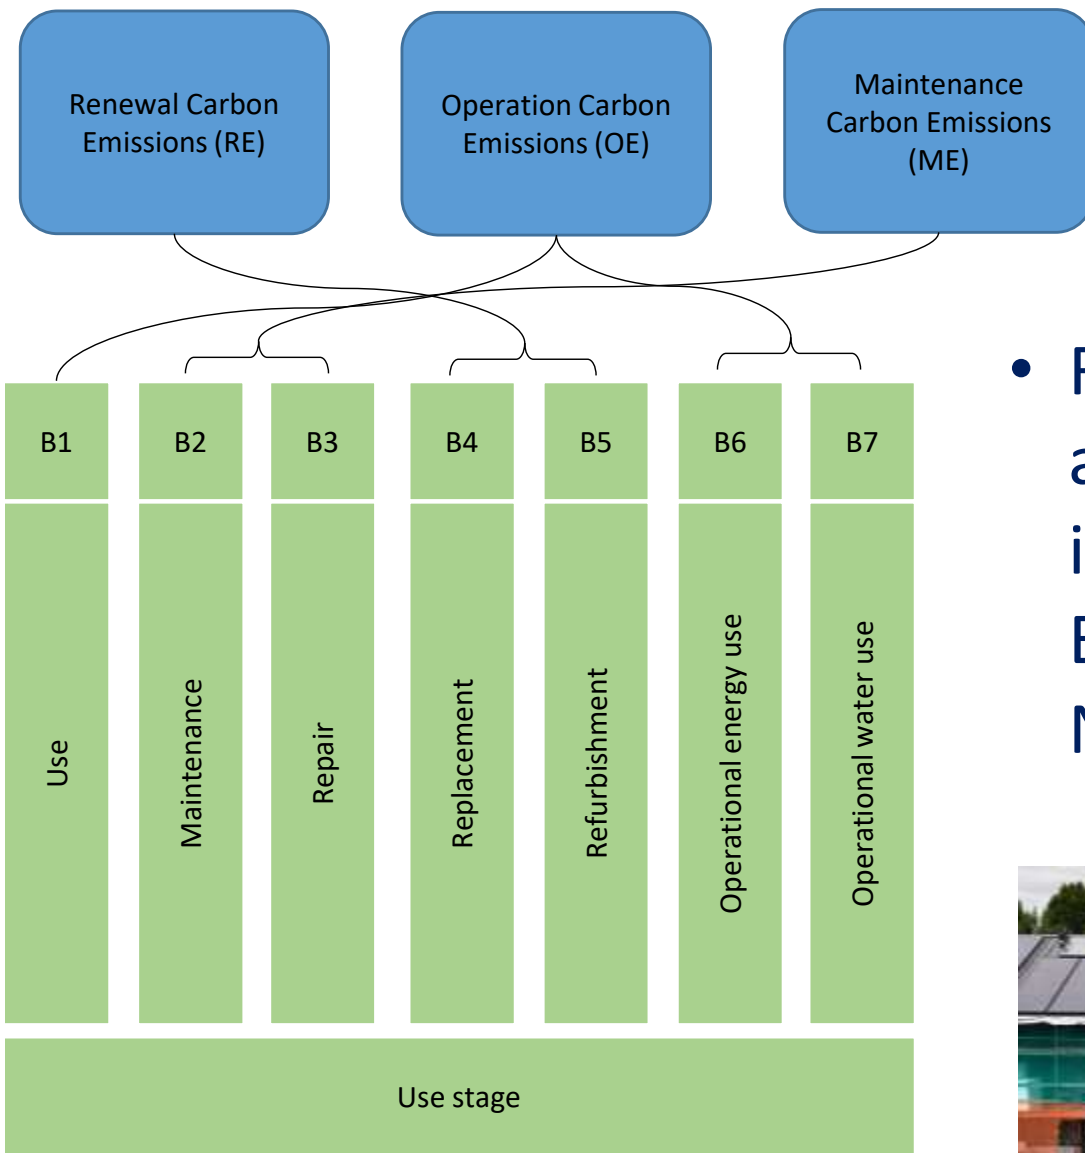 Renewal Carbon
Emissions (RE)
Operation Carbon
Emissions (OE)
Maintenance
Carbon Emissions
(ME)
B1
B2
B3
B4
B5
B6
B7
Use
Maintenance
Repair
Replacement
Refurbishment
Operational energy use
Operational water use
Use stage